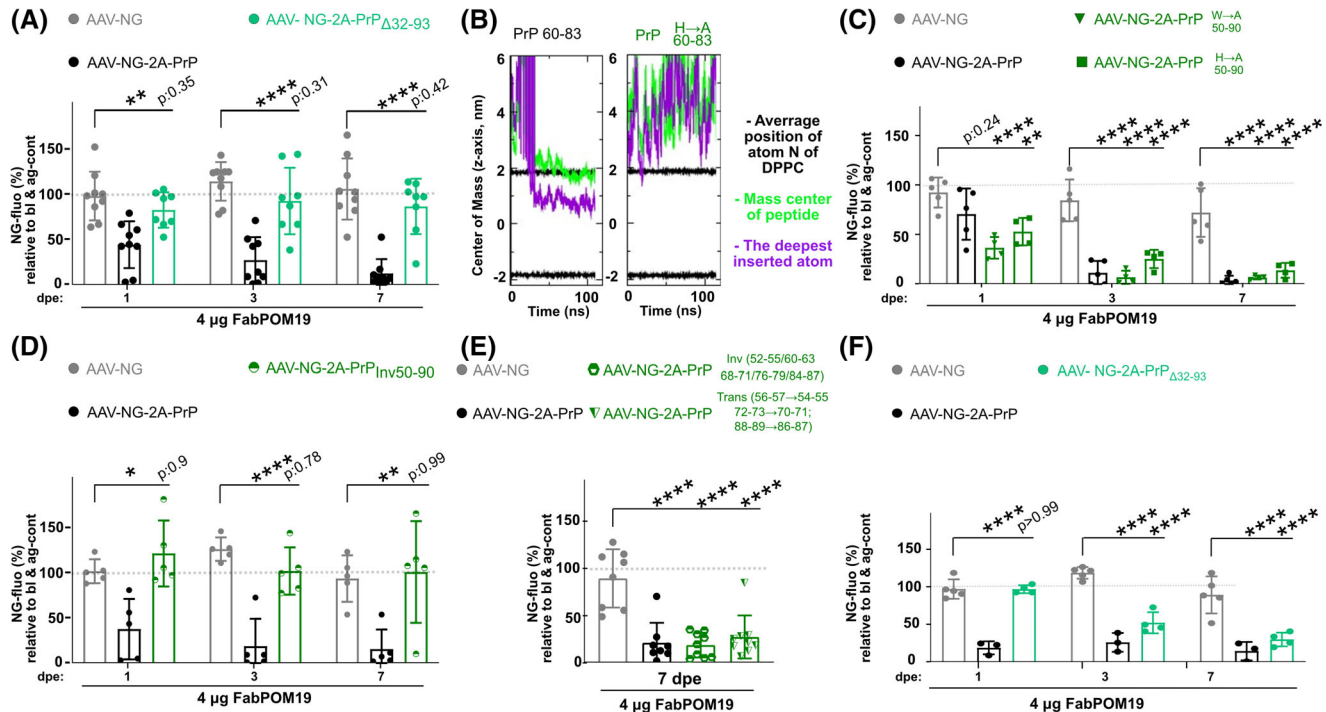 (A)
AAV-NG
AAV- NG-2A-PrPΔ32-93
AAV-NG-2A-PrP
** p:0.35
**** p:0.31
**** p:0.42
NG-fluo (%)
relative to bl & ag-cont
150
100
50
0
dpe:
1
3
7
4 µg FabPOM19
(B)
PrP 60-83
PrP H→A
60-83
Center of Mass (z-axis, nm)
6
4
2
0
-2
6
4
2
0
-2
0
100
0
100
Time (ns)
Time (ns)
- Average
position of
atom N of
DPPC
- Mass center
of peptide
- The deepest
inserted atom
(C)
AAV-NG
AAV-NG-2A-PrP W→A
50-90
AAV-NG-2A-PrP
AAV-NG-2A-PrP H→A
50-90
p:0.24 **** **
**** **** ****
**** **** ****
NG-fluo (%)
relative to bl & ag-cont
150
100
50
0
dpe:
1
3
7
4 µg FabPOM19
(D)
AAV-NG
AAV-NG-2A-PrPInv50-90
AAV-NG-2A-PrP
* p:0.9
**** p:0.78
** p:0.99
NG-fluo (%)
relative to bl & ag-cont
150
100
50
0
dpe:
1
3
7
4 µg FabPOM19
(E)
AAV-NG
AAV-NG-2A-PrP
Inv (52-55/60-63
68-71/76-79/84-87)
AAV-NG-2A-PrP
AAV-NG-2A-PrP
Trans (56-57→54-55
72-73→70-71;
88-89→86-87)
**** **** ****
NG-fluo (%)
relative to bl & ag-cont
150
100
50
0
7 dpe
4 µg FabPOM19
(F)
AAV-NG
AAV- NG-2A-PrPΔ32-93
AAV-NG-2A-PrP
**** p>0.99
**** ****
**** ****
NG-fluo (%)
relative to bl & ag-cont
150
100
50
0
dpe:
1
3
7
4 µg FabPOM19